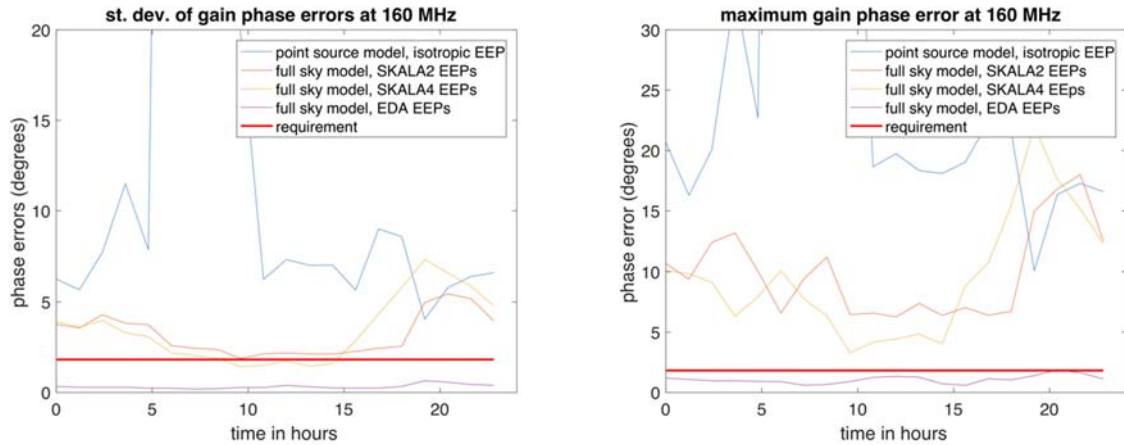 st. dev. of gain phase errors at 160 MHz
20
15
10
5
0
phase errors (degrees)
point source model, isotropic EEP
full sky model, SKALA2 EEPs
full sky model, SKALA4 EEPs
full sky model, EDA EEPs
requirement
0 5 10 15 20
time in hours
maximum gain phase error at 160 MHz
30
25
20
15
10
5
0
phase error (degrees)
point source model, isotropic EEP
full sky model, SKALA2 EEPs
full sky model, SKALA4 EEps
full sky model, EDA EEPs
requirement
0 5 10 15 20
time in hours